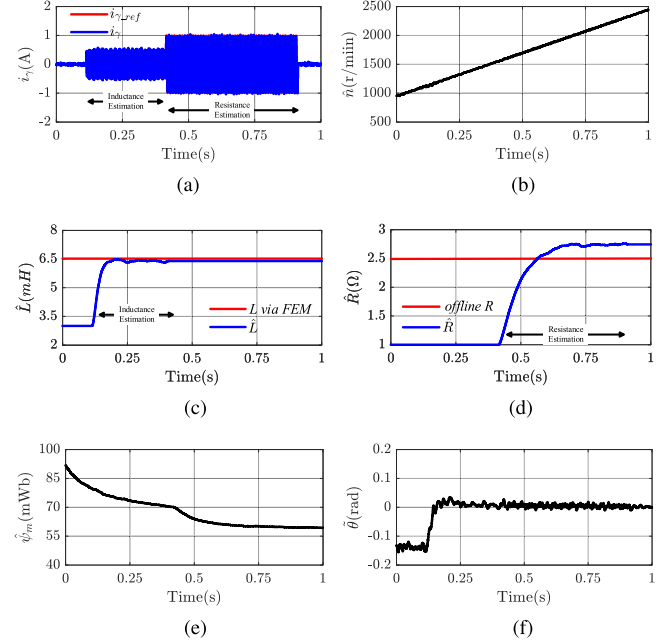 i_γ_ref
i_γ
i_γ(A)
2
1
0
-1
-2
Inductance
Estimation
Resistance
Estimation
0
0.25
0.5
0.75
1
Time(s)
(a)
n̂(r/miin)
2500
2000
1500
1000
500
0
0.25
0.5
0.75
1
Time(s)
(b)
L̂(mH)
8
6.5
5
3.5
2
Inductance
Estimation
L via FEM
L̂
0
0.25
0.5
0.75
1
Time(s)
(c)
R̂(Ω)
3
2.5
2
1.5
1
offline R
R̂
Resistance
Estimation
0
0.25
0.5
0.75
1
Time(s)
(d)
ψ̂_m(mWb)
100
85
70
55
40
0
0.25
0.5
0.75
1
Time(s)
(e)
θ̃(rad)
0.2
0.1
0
-0.1
-0.2
0
0.25
0.5
0.75
1
Time(s)
(f)